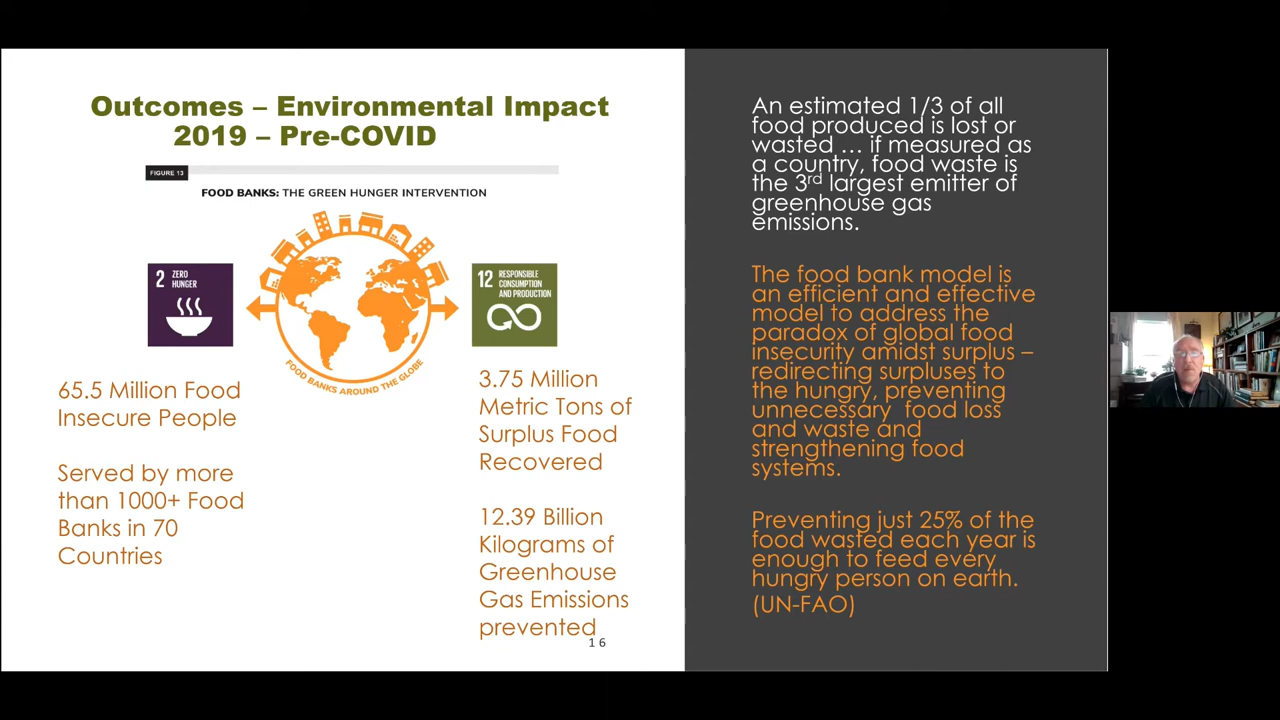 Outcomes – Environmental Impact
2019 – Pre-COVID
FIGURE 13
FOOD BANKS: THE GREEN HUNGER INTERVENTION
2 ZERO
HUNGER
12 RESPONSIBLE
CONSUMPTION
AND PRODUCTION
FOOD BANKS AROUND THE GLOBE
65.5 Million Food
Insecure People
Served by more
than 1000+ Food
Banks in 70
Countries
3.75 Million
Metric Tons of
Surplus Food
Recovered
12.39 Billion
Kilograms of
Greenhouse
Gas Emissions
prevented
16
An estimated 1/3 of all
food produced is lost or
wasted … if measured as
a country, food waste is
the 3rd largest emitter of
greenhouse gas
emissions.
The food bank model is
an efficient and effective
model to address the
paradox of global food
insecurity amidst surplus –
redirecting surpluses to
the hungry, preventing
unnecessary food loss
and waste and
strengthening food
systems.
Preventing just 25% of the
food wasted each year is
enough to feed every
hungry person on earth.
(UN-FAO)